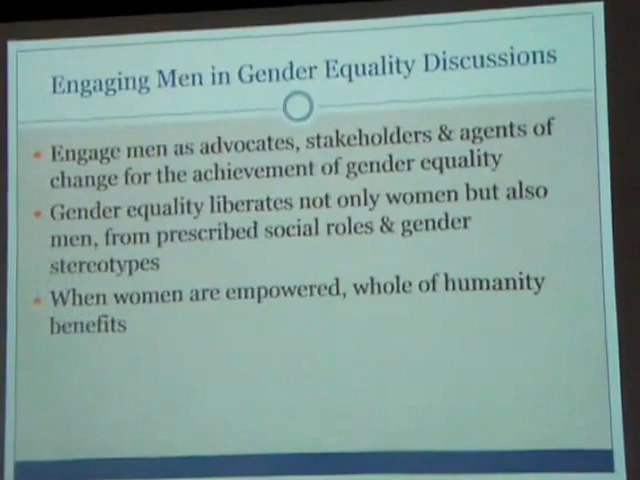 Engaging Men in Gender Equality Discussions
• Engage men as advocates, stakeholders & agents of
change for the achievement of gender equality
• Gender equality liberates not only women but also
men, from prescribed social roles & gender
stereotypes
• When women are empowered, whole of humanity
benefits